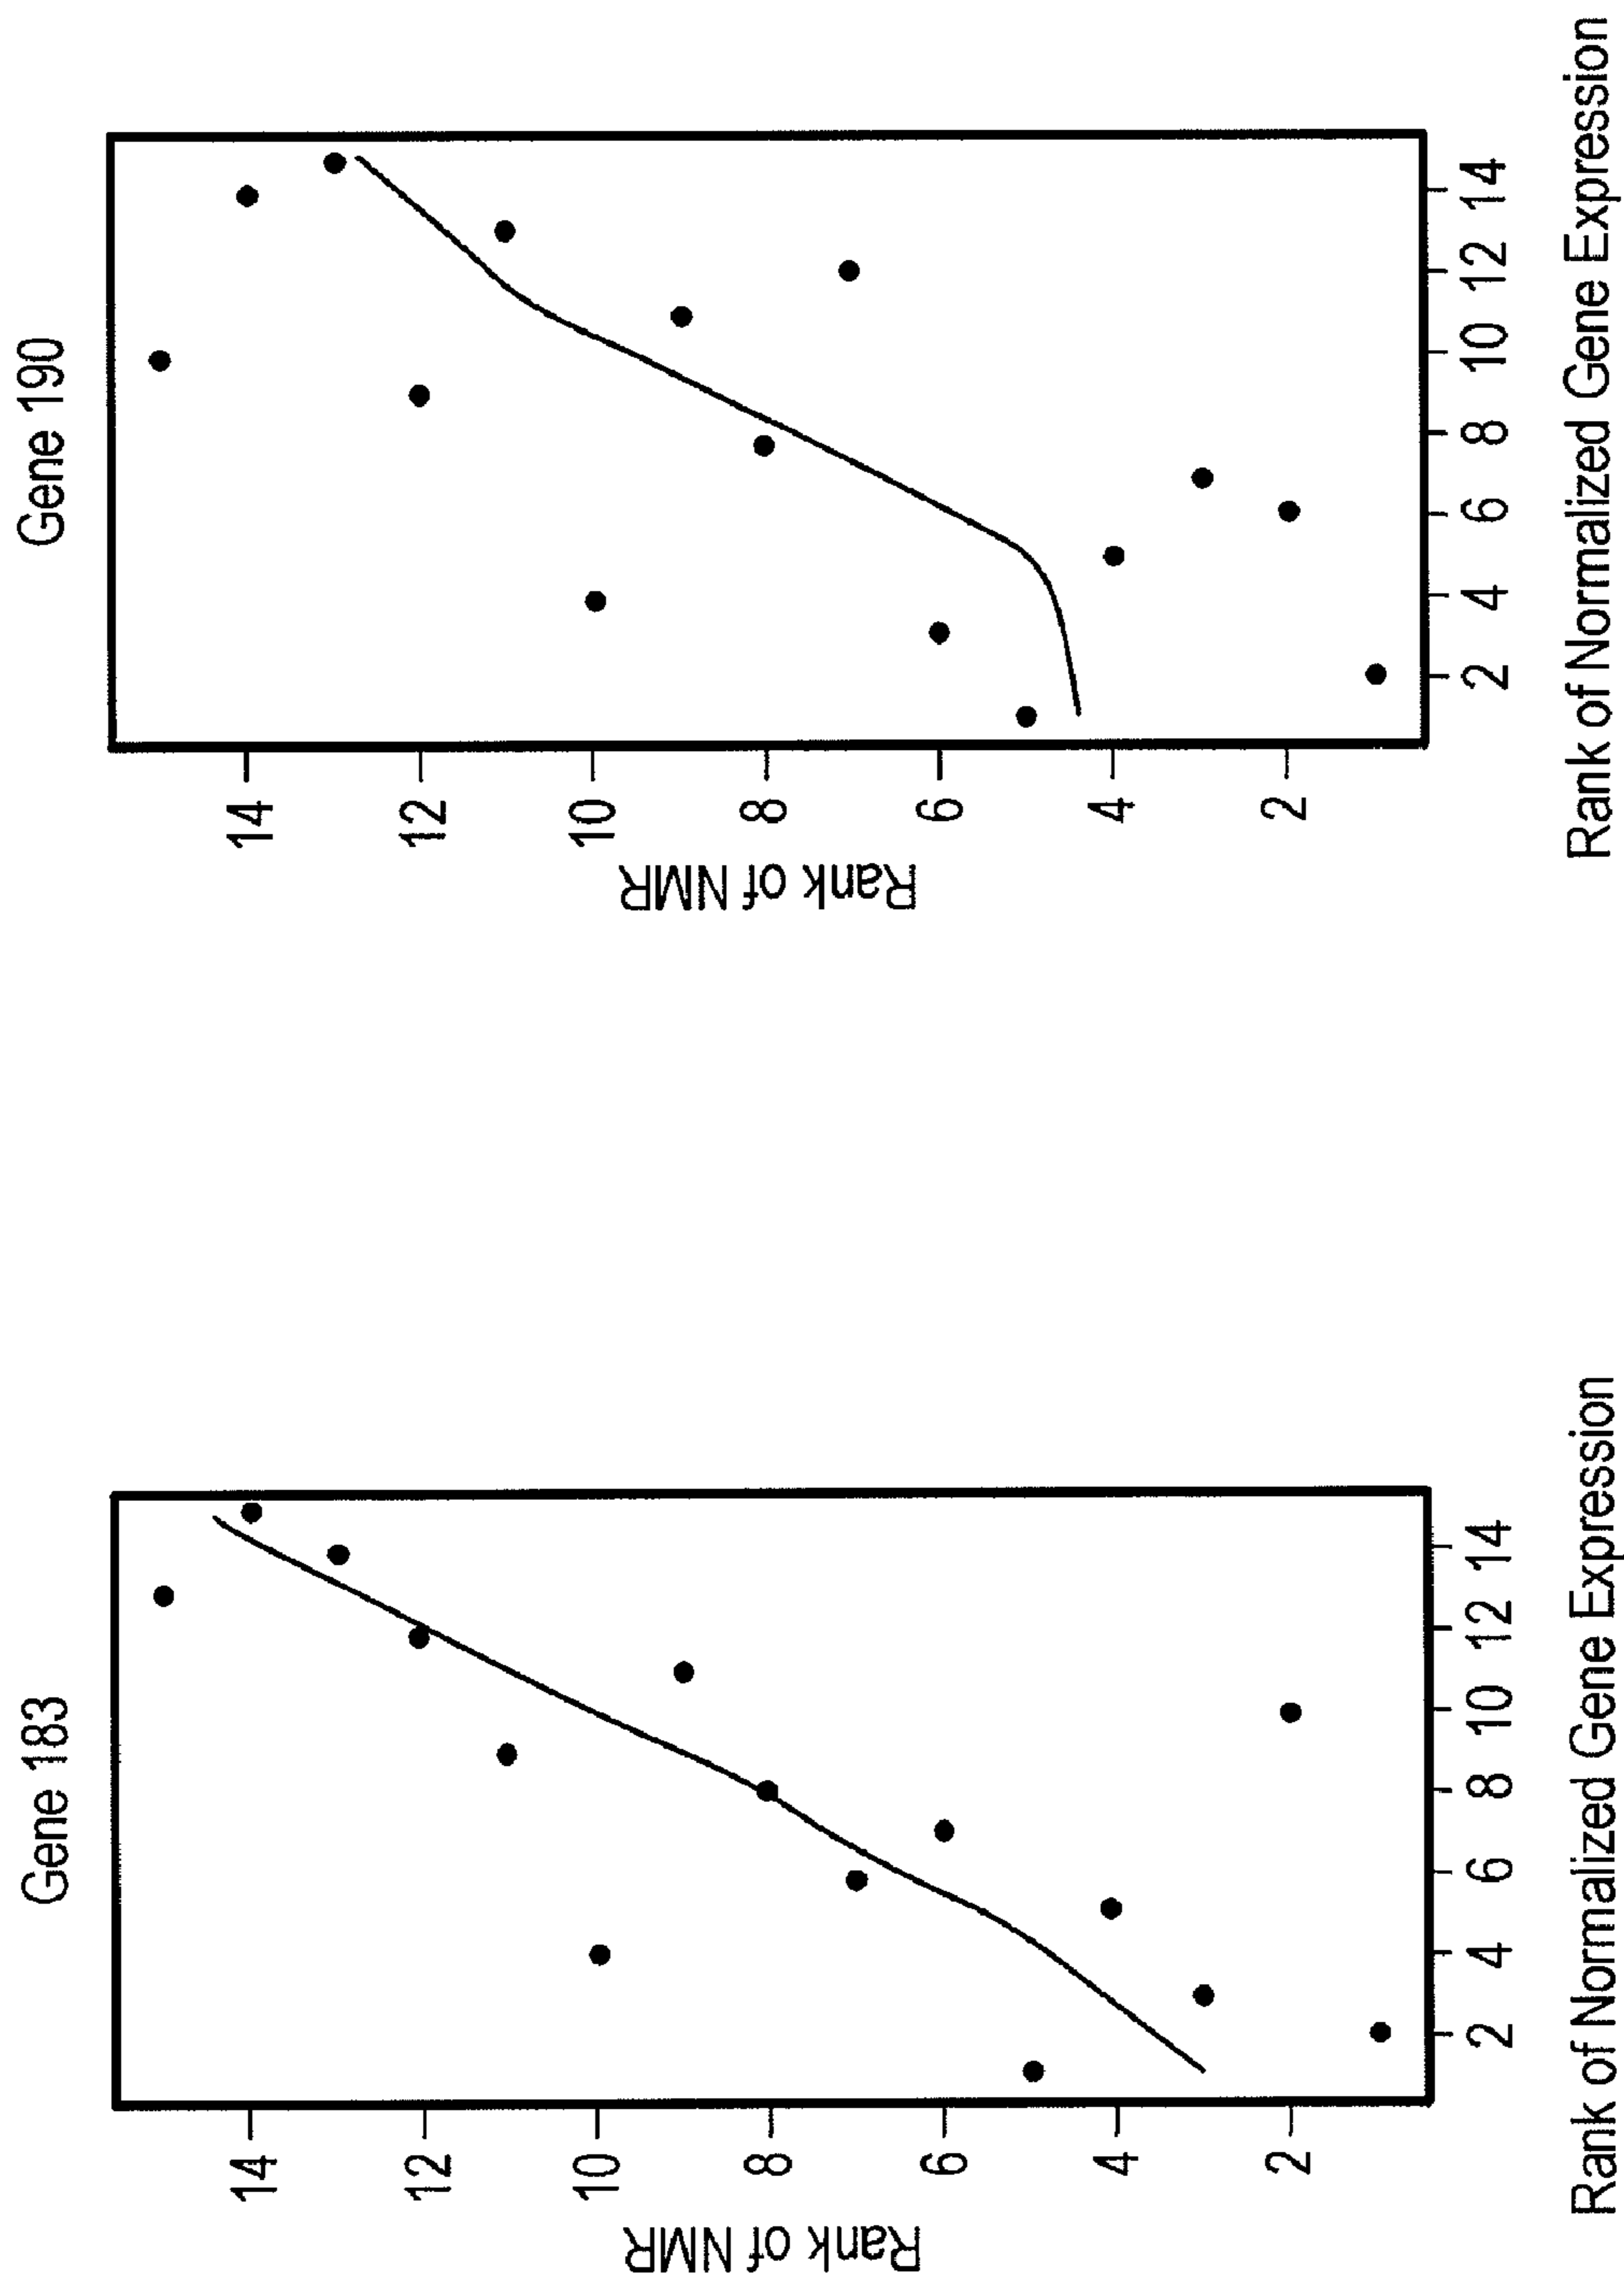 Gene 183
14
12
10
8
6
4
2
Rank of NMR
2 4 6 8 10 12 14
Rank of Normalized Gene Expression
Gene 190
14
12
10
8
6
4
2
Rank of NMR
2 4 6 8 10 12 14
Rank of Normalized Gene Expression